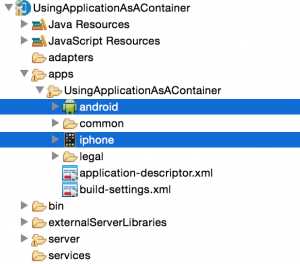 UsingApplicationAsAContainer
Java Resources
JavaScript Resources
adapters
apps
UsingApplicationAsAContainer
android
common
iphone
legal
application-descriptor.xml
build-settings.xml
bin
externalServerLibraries
server
services